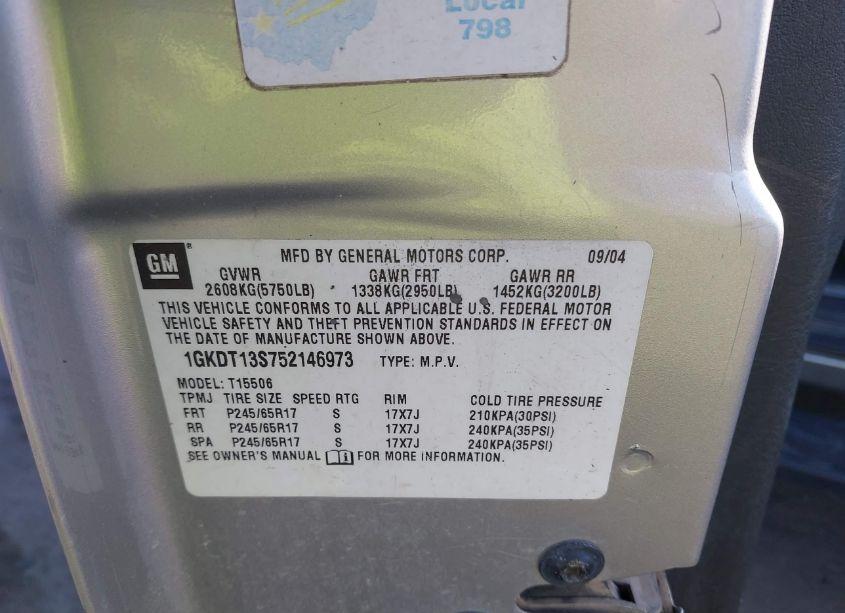 Local
798
GM ®
MFD BY GENERAL MOTORS CORP. 09/04
GVWR GAWR FRT GAWR RR
2608KG(5750LB) 1338KG(2950LB) 1452KG(3200LB)
THIS VEHICLE CONFORMS TO ALL APPLICABLE U.S. FEDERAL MOTOR
VEHICLE SAFETY AND THEFT PREVENTION STANDARDS IN EFFECT ON
THE DATE OF MANUFACTURE SHOWN ABOVE.
1GKDT13S752146973 TYPE: M.P.V.
MODEL: T15506
TPMJ TIRE SIZE SPEED RTG RIM COLD TIRE PRESSURE
FRT P245/65R17 S 17X7J 210KPA(30PSI)
RR P245/65R17 S 17X7J 240KPA(35PSI)
SPA P245/65R17 S 17X7J 240KPA(35PSI)
SEE OWNER'S MANUAL FOR MORE INFORMATION.